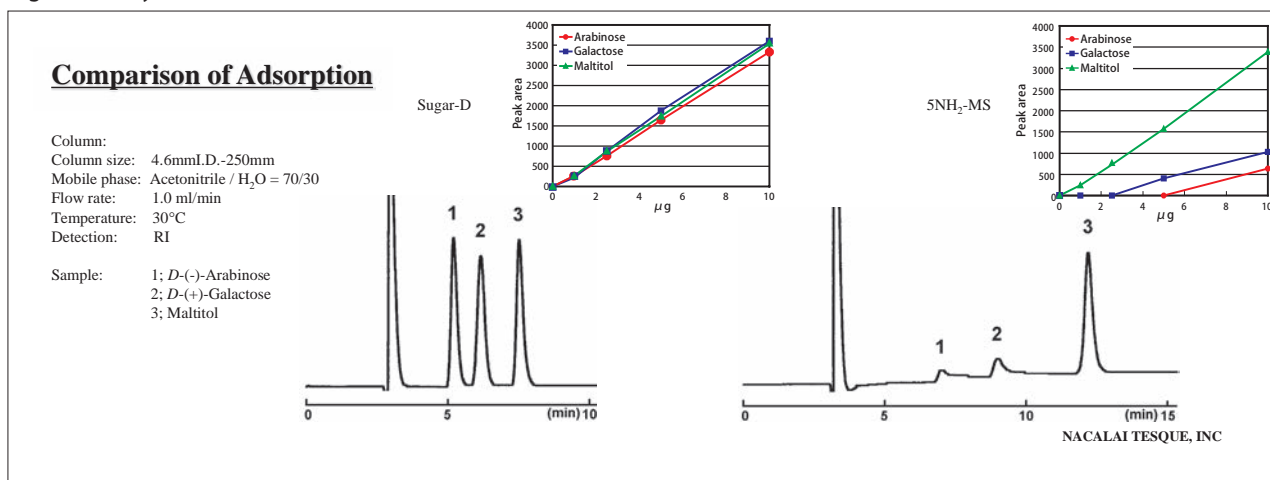 Comparison of Adsorption
Column:
Column size: 4.6mmI.D.-250mm
Mobile phase: Acetonitrile / H₂O = 70/30
Flow rate: 1.0 ml/min
Temperature: 30°C
Detection: RI
Sample: 1; D-(-)-Arabinose
2; D-(+)-Galactose
3; Maltitol
Sugar-D
Peak area
4000
3500
3000
2500
2000
1500
1000
500
0
Arabinose
Galactose
Maltitol
0 2 4 6 8 10
μg
1 2 3
0 5 (min) 10
5NH₂-MS
Peak area
4000
3500
3000
2500
2000
1500
1000
500
0
Arabinose
Galactose
Maltitol
0 2 4 6 8 10
μg
1 2 3
0 5 10 (min) 15
NACALAI TESQUE, INC